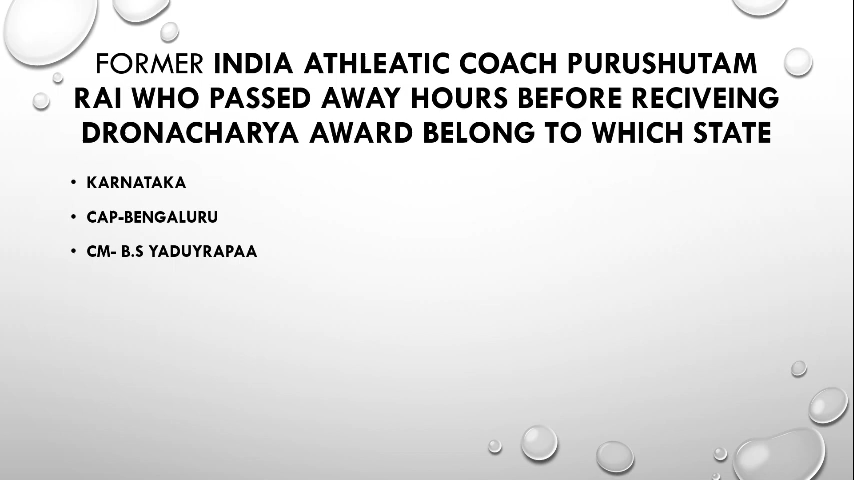 FORMER INDIA ATHLEATIC COACH PURUSHUTAM
RAI WHO PASSED AWAY HOURS BEFORE RECIVEING
DRONACHARYA AWARD BELONG TO WHICH STATE
• KARNATAKA
• CAP-BENGALURU
• CM- B.S YADUYRAPAA